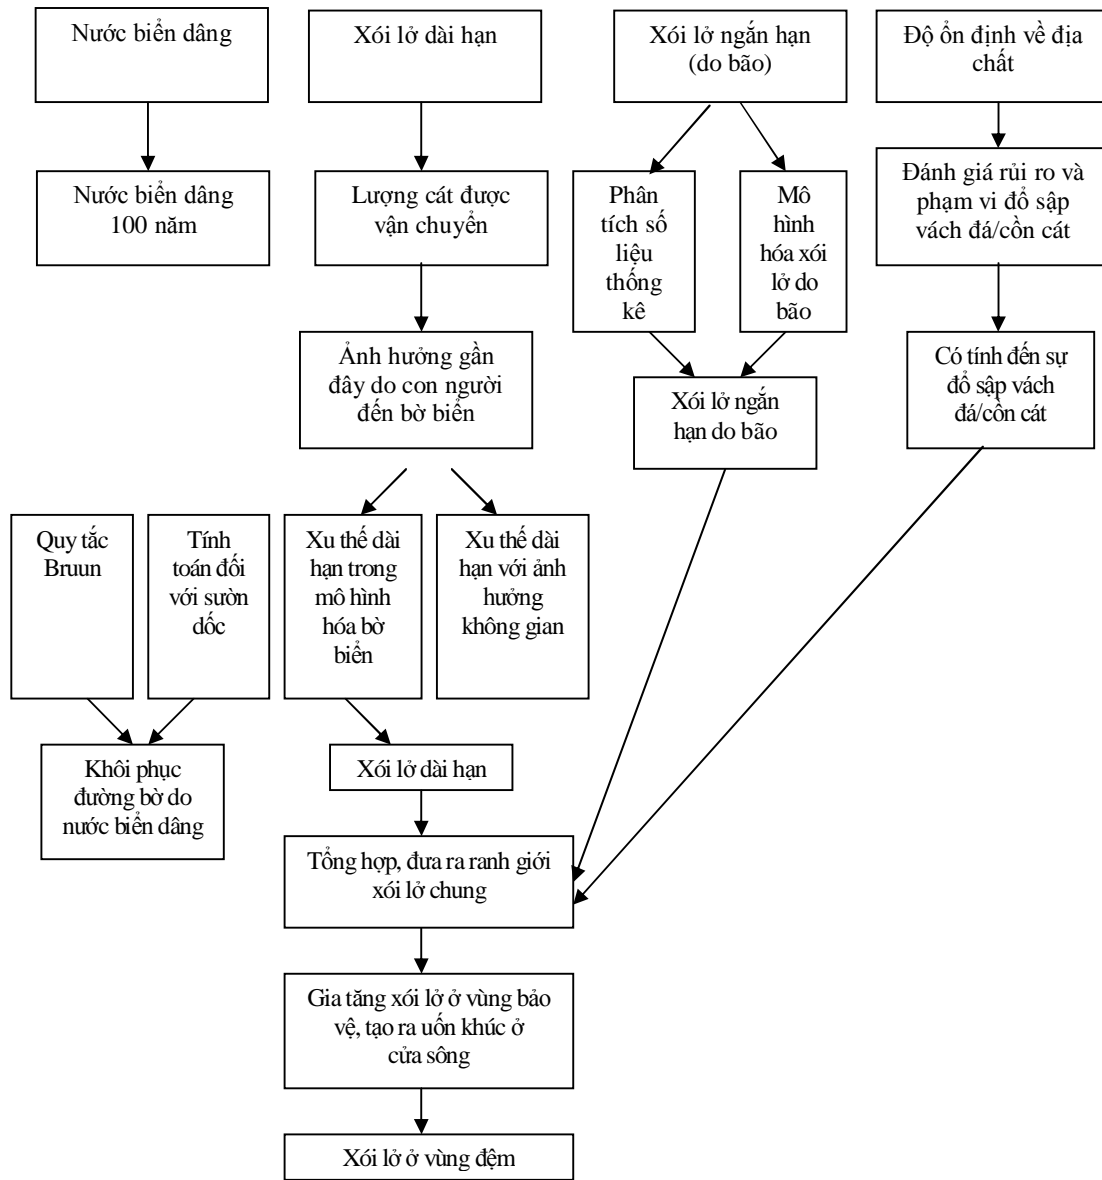 Nước biển dâng
Xói lở dài hạn
Xói lở ngắn hạn
(do bão)
Độ ổn định về địa
chất
Nước biển dâng
100 năm
Lượng cát được
vận chuyển
Phân
tích số
liệu
thống
kê
Mô
hình
hóa xói
lở do
bão
Đánh giá rủi ro và
phạm vi đổ sập
vách đá/cồn cát
Ảnh hưởng gần
đây do con người
đến bờ biển
Xói lở ngắn
hạn do bão
Có tính đến sự
đổ sập vách
đá/cồn cát
Quy tắc
Bruun
Tính
toán đối
với sườn
dốc
Xu thế dài
hạn trong
mô hình
hóa bờ
biển
Xu thế dài
hạn với ảnh
hưởng
không gian
Khôi phục
đường bờ do
nước biển dâng
Xói lở dài hạn
Tổng hợp, đưa ra ranh giới
xói lở chung
Gia tăng xói lở ở vùng bảo
vệ, tạo ra uốn khúc ở
cửa sông
Xói lở ở vùng đệm